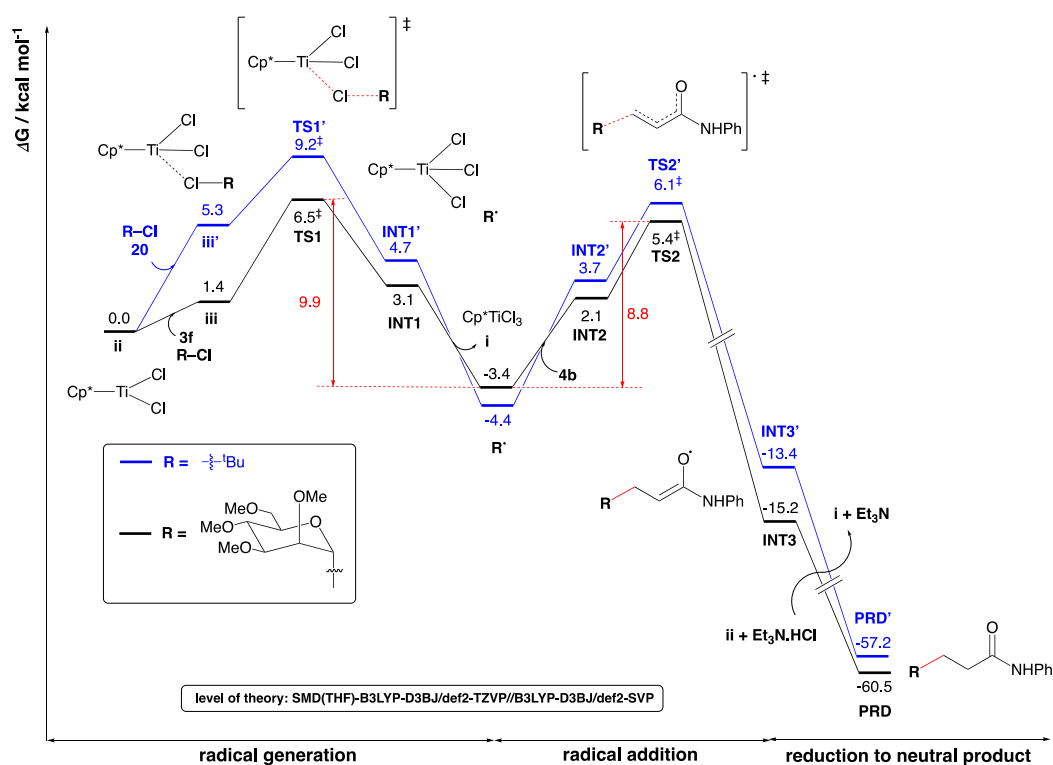 ΔG / kcal mol⁻¹
‡
Cl
Cp* Ti Cl
Cl R
· ‡
O
R NHPh
TS1'
9.2‡
Cl
Cp* Ti Cl
Cl R
Cl
Cp* Ti Cl
Cl
R•
TS2'
6.1‡
5.3
iii'
R–Cl
20
6.5‡
TS1
INT1'
4.7
INT2'
3.7
5.4‡
TS2
0.0
ii
1.4
iii
3f
R–Cl
9.9
3.1
INT1
Cp*TiCl₃
i
2.1
INT2
8.8
-3.4
4b
Cl
Cp* Ti
Cl
-4.4
R•
INT3'
-13.4
R = ᵗBu
O•
R NHPh
-15.2
INT3
i + Et₃N
R =
MeO OMe
MeO O
MeO
ii + Et₃N.HCl
PRD'
-57.2
O
R NHPh
-60.5
PRD
level of theory: SMD(THF)-B3LYP-D3BJ/def2-TZVP//B3LYP-D3BJ/def2-SVP
radical generation radical addition reduction to neutral product